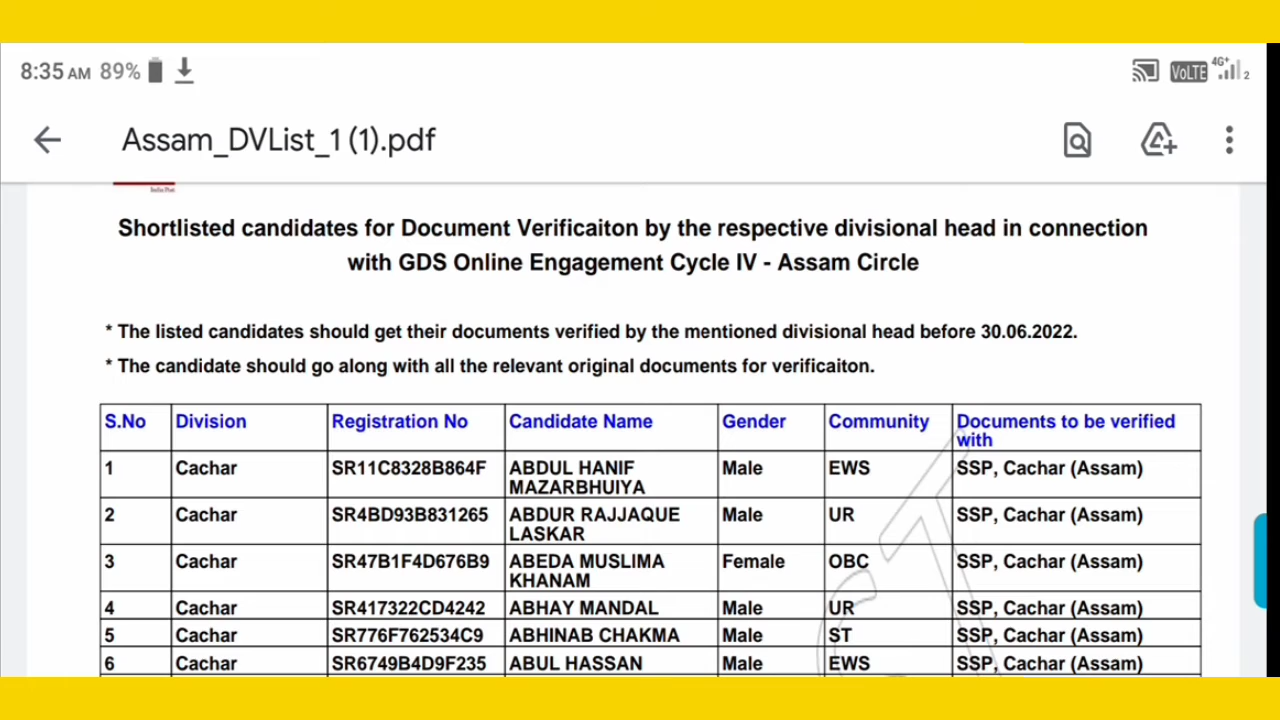 8:35 AM 89%
VoLTE 4G+ 2
Assam_DVList_1 (1).pdf
India Post
Shortlisted candidates for Document Verificaiton by the respective divisional head in connection
with GDS Online Engagement Cycle IV - Assam Circle
* The listed candidates should get their documents verified by the mentioned divisional head before 30.06.2022.
* The candidate should go along with all the relevant original documents for verificaiton.
S.No Division Registration No Candidate Name Gender Community Documents to be verified
with
1 Cachar SR11C8328B864F ABDUL HANIF Male EWS SSP, Cachar (Assam)
MAZARBHUIYA
2 Cachar SR4BD93B831265 ABDUR RAJJAQUE Male UR SSP, Cachar (Assam)
LASKAR
3 Cachar SR47B1F4D676B9 ABEDA MUSLIMA Female OBC SSP, Cachar (Assam)
KHANAM
4 Cachar SR417322CD4242 ABHAY MANDAL Male UR SSP, Cachar (Assam)
5 Cachar SR776F762534C9 ABHINAB CHAKMA Male ST SSP, Cachar (Assam)
6 Cachar SR6749B4D9F235 ABUL HASSAN Male EWS SSP, Cachar (Assam)